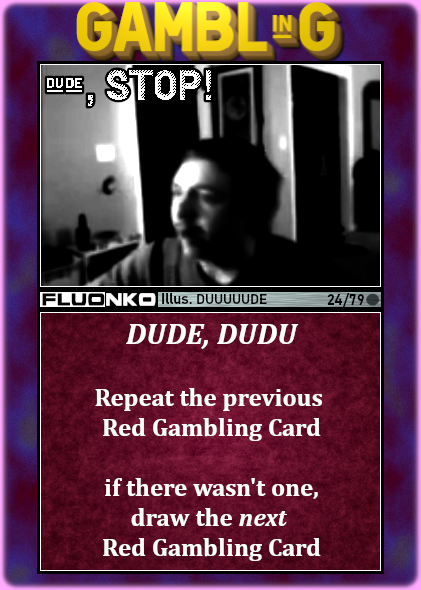 GAMBLING
DUDE, STOP!
FLUONKO Illus. DUUUUUDE 24/79
DUDE, DUDU
Repeat the previous
Red Gambling Card
if there wasn't one,
draw the next
Red Gambling Card